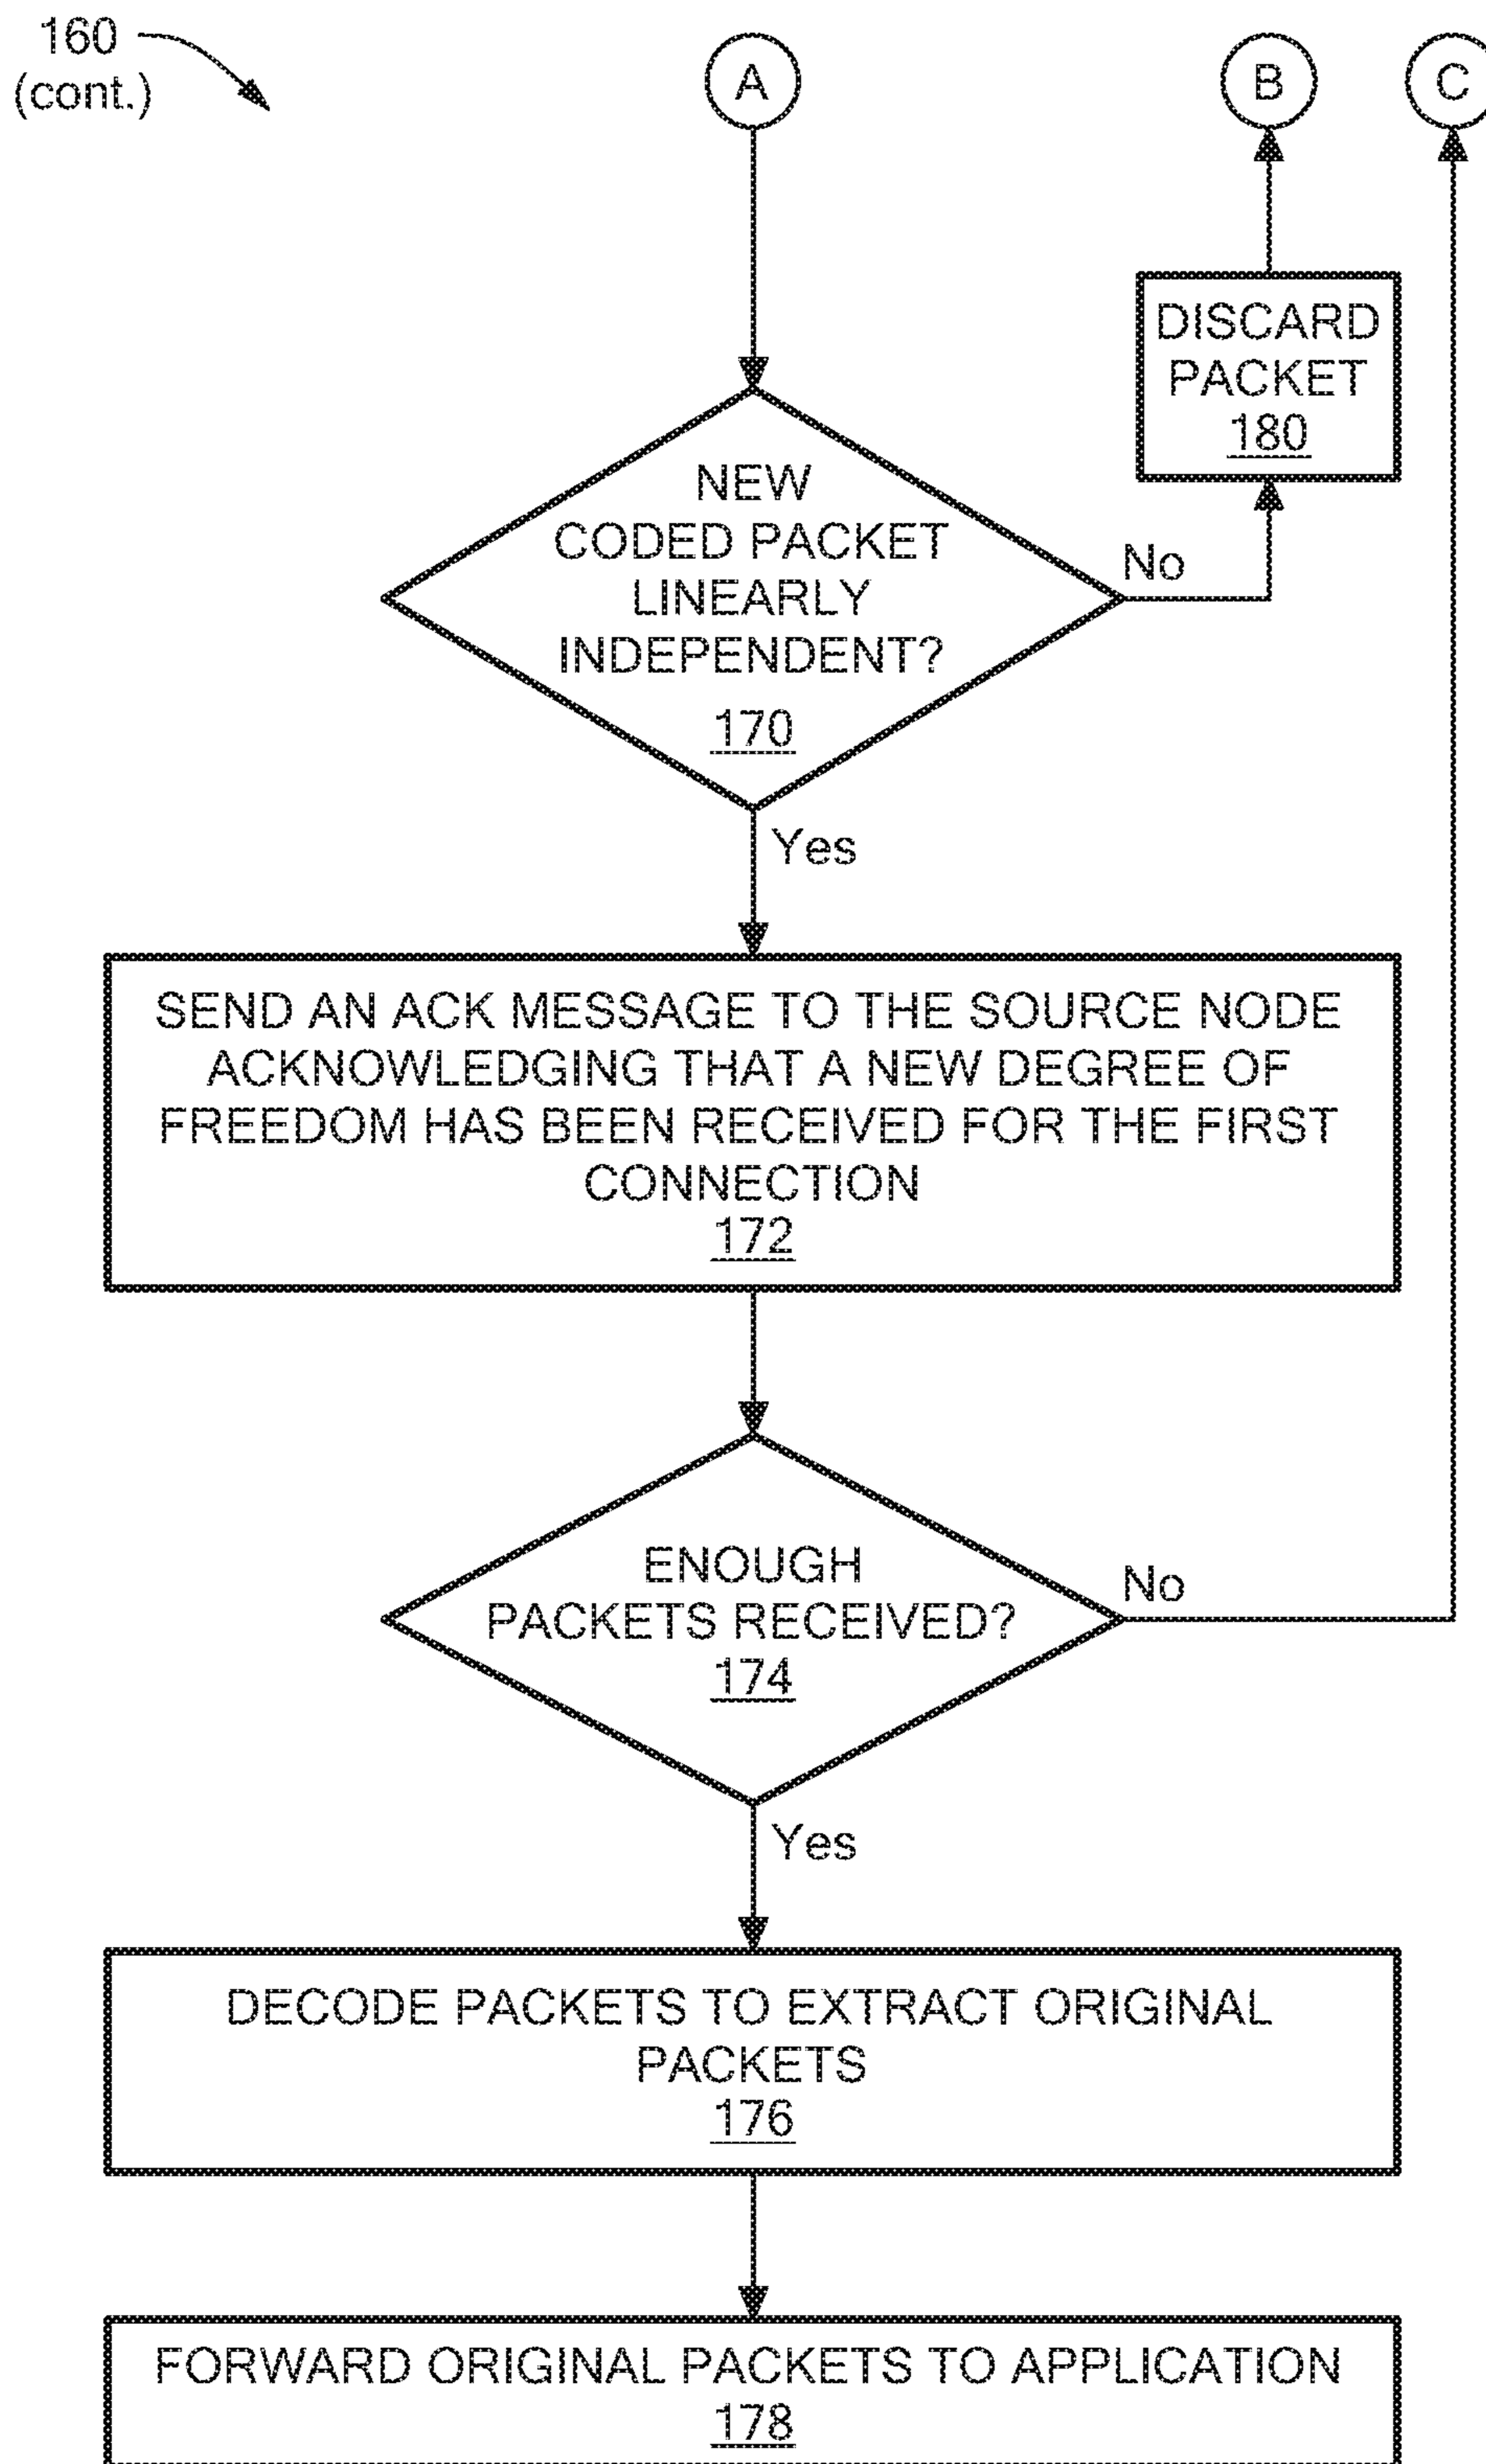 160
(cont.)
A
B
C
DISCARD
PACKET
180
NEW
CODED PACKET
LINEARLY
INDEPENDENT?
170
No
Yes
SEND AN ACK MESSAGE TO THE SOURCE NODE
ACKNOWLEDGING THAT A NEW DEGREE OF
FREEDOM HAS BEEN RECEIVED FOR THE FIRST
CONNECTION
172
ENOUGH
PACKETS RECEIVED?
174
No
Yes
DECODE PACKETS TO EXTRACT ORIGINAL
PACKETS
176
FORWARD ORIGINAL PACKETS TO APPLICATION
178